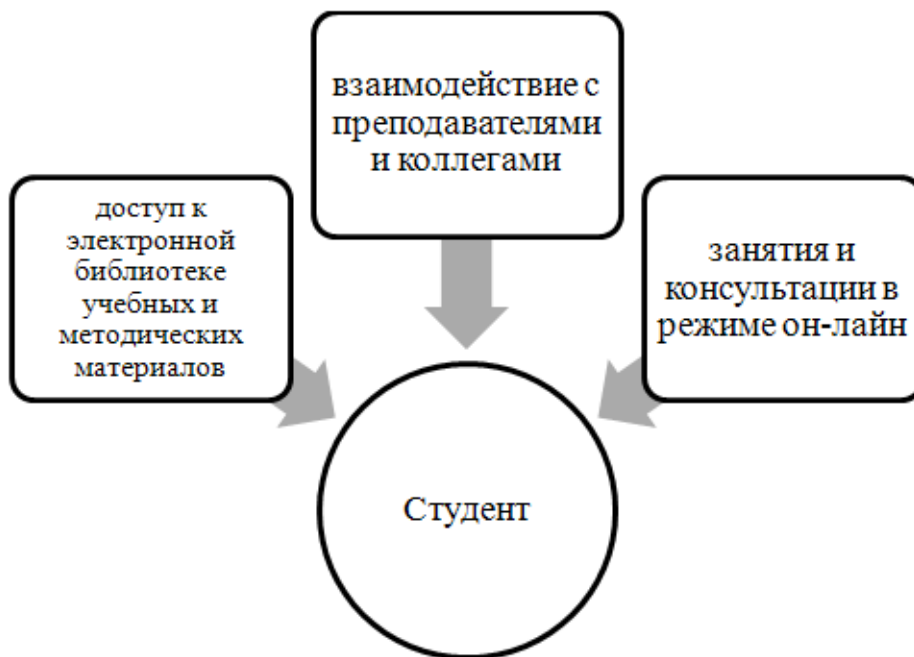 взаимодействие с
преподавателями
и коллегами
доступ к
электронной
библиотеке
учебных и
методических
материалов
занятия и
консультации в
режиме он-лайн
Студент